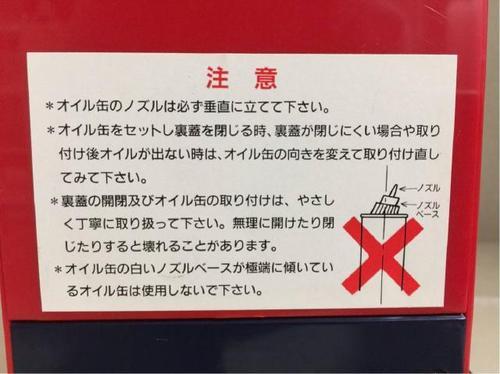 注意
*オイル缶のノズルは必ず垂直に立てて下さい。
*オイル缶をセットし裏蓋を閉じる時、裏蓋が閉じにくい場合や取り
付け後オイルが出ない時は、オイル缶の向きを変えて取り付け直し
てみて下さい。
*裏蓋の開閉及びオイル缶の取り付けは、やさし
く丁寧に取り扱って下さい。無理に開けたり閉
じたりすると壊れることがあります。
*オイル缶の白いノズルベースが極端に傾いてい
るオイル缶は使用しないで下さい。
ノズル
ノズル
ベース